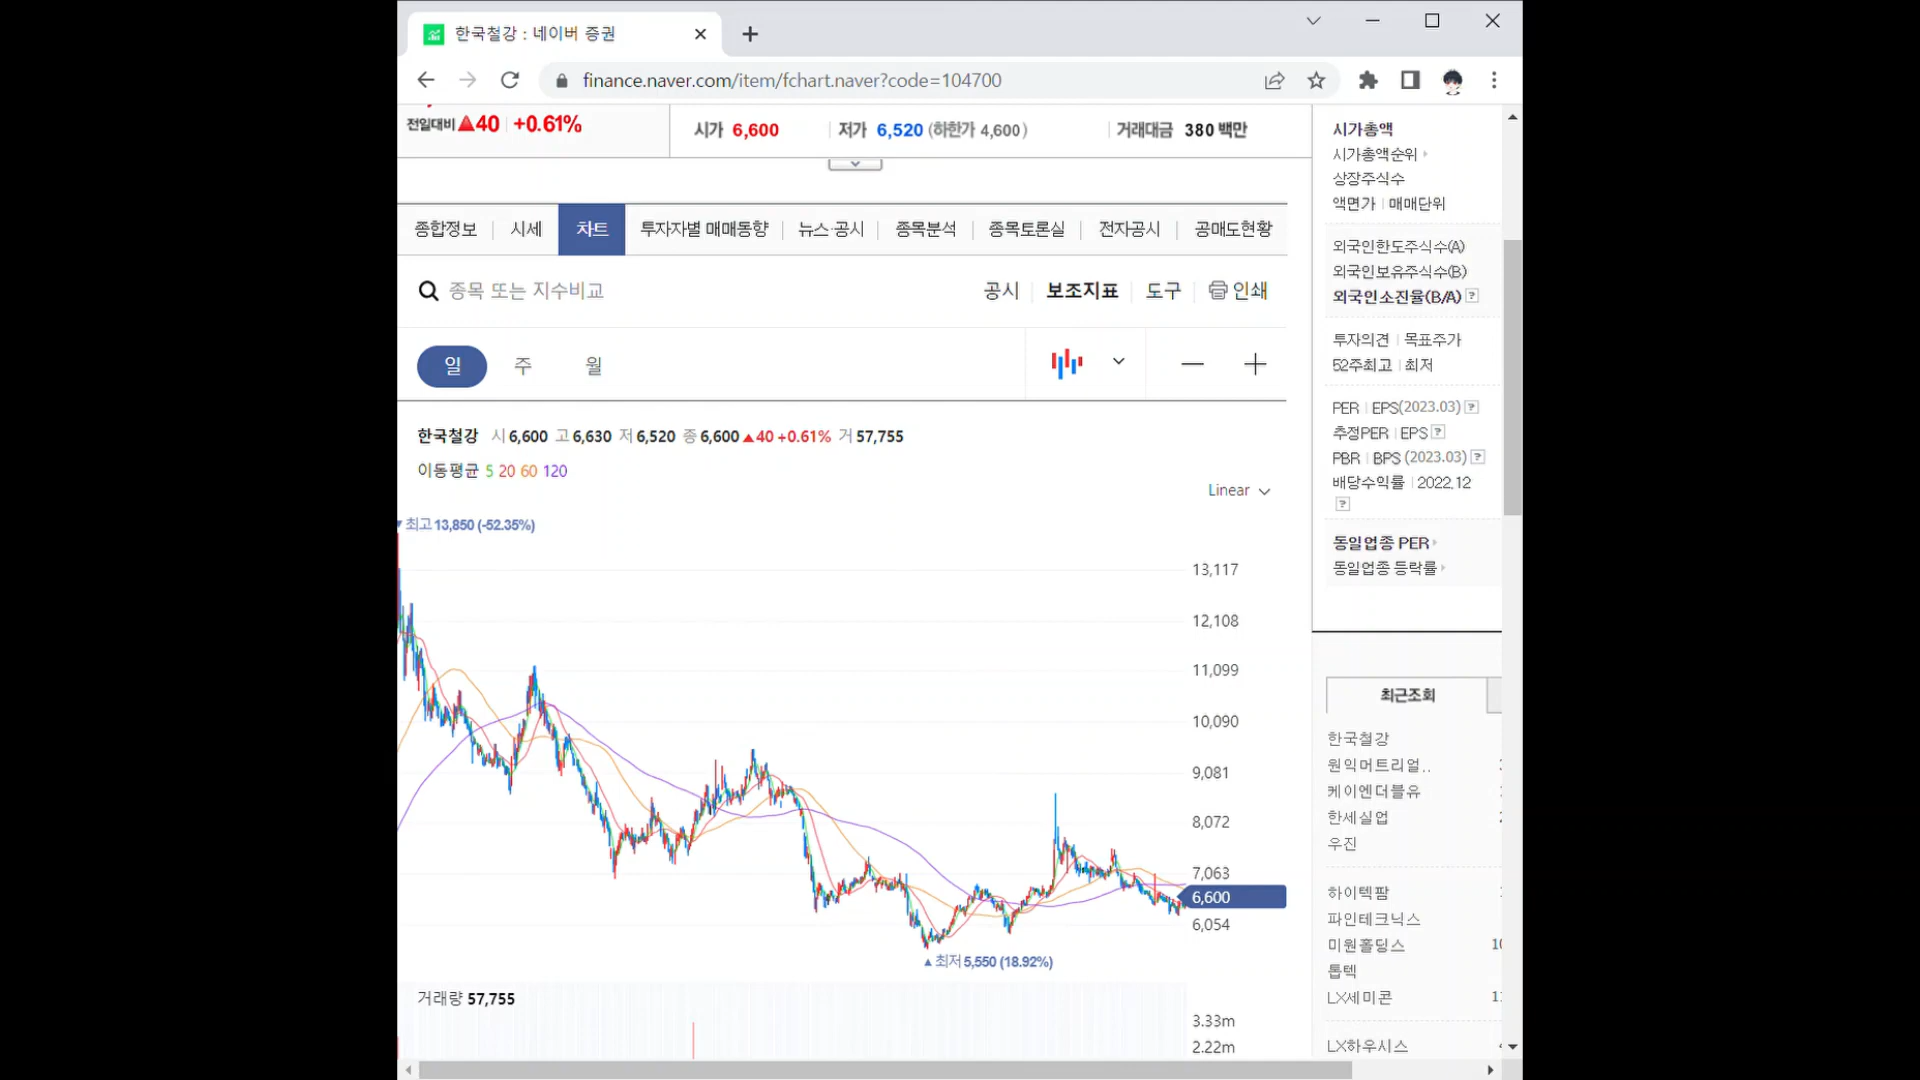 한국철강 : 네이버 증권
finance.naver.com/item/fchart.naver?code=104700
전일대비 ▲40 +0.61%
시가 6,600 저가 6,520 (하한가 4,600) 거래대금 380 백만
종합정보 시세 차트 투자자별 매매동향 뉴스·공시 종목분석 종목토론실 전자공시 공매도현황
종목 또는 지수비교 공시 보조지표 도구 인쇄
일 주 월
한국철강 시 6,600 고 6,630 저 6,520 종 6,600 ▲40 +0.61% 거 57,755
이동평균 5 20 60 120
Linear
▼최고 13,850 (-52.35%)
13,117
12,108
11,099
10,090
9,081
8,072
7,063
6,600
6,054
▲최저 5,550 (18.92%)
거래량 57,755
3.33m
2.22m
시가총액
시가총액순위
상장주식수
액면가 매매단위
외국인한도주식수(A)
외국인보유주식수(B)
외국인소진율(B/A) ?
투자의견 목표주가
52주최고 최저
PER EPS(2023.03) ?
추정PER EPS ?
PBR BPS (2023.03) ?
배당수익률 2022.12
?
동일업종 PER
동일업종 등락률
최근조회
한국철강
원익머트리얼..
케이엔더블유
한세실업
우진
하이텍팜
파인테크닉스
미원홀딩스 10
톱텍
LX세미콘
LX하우시스